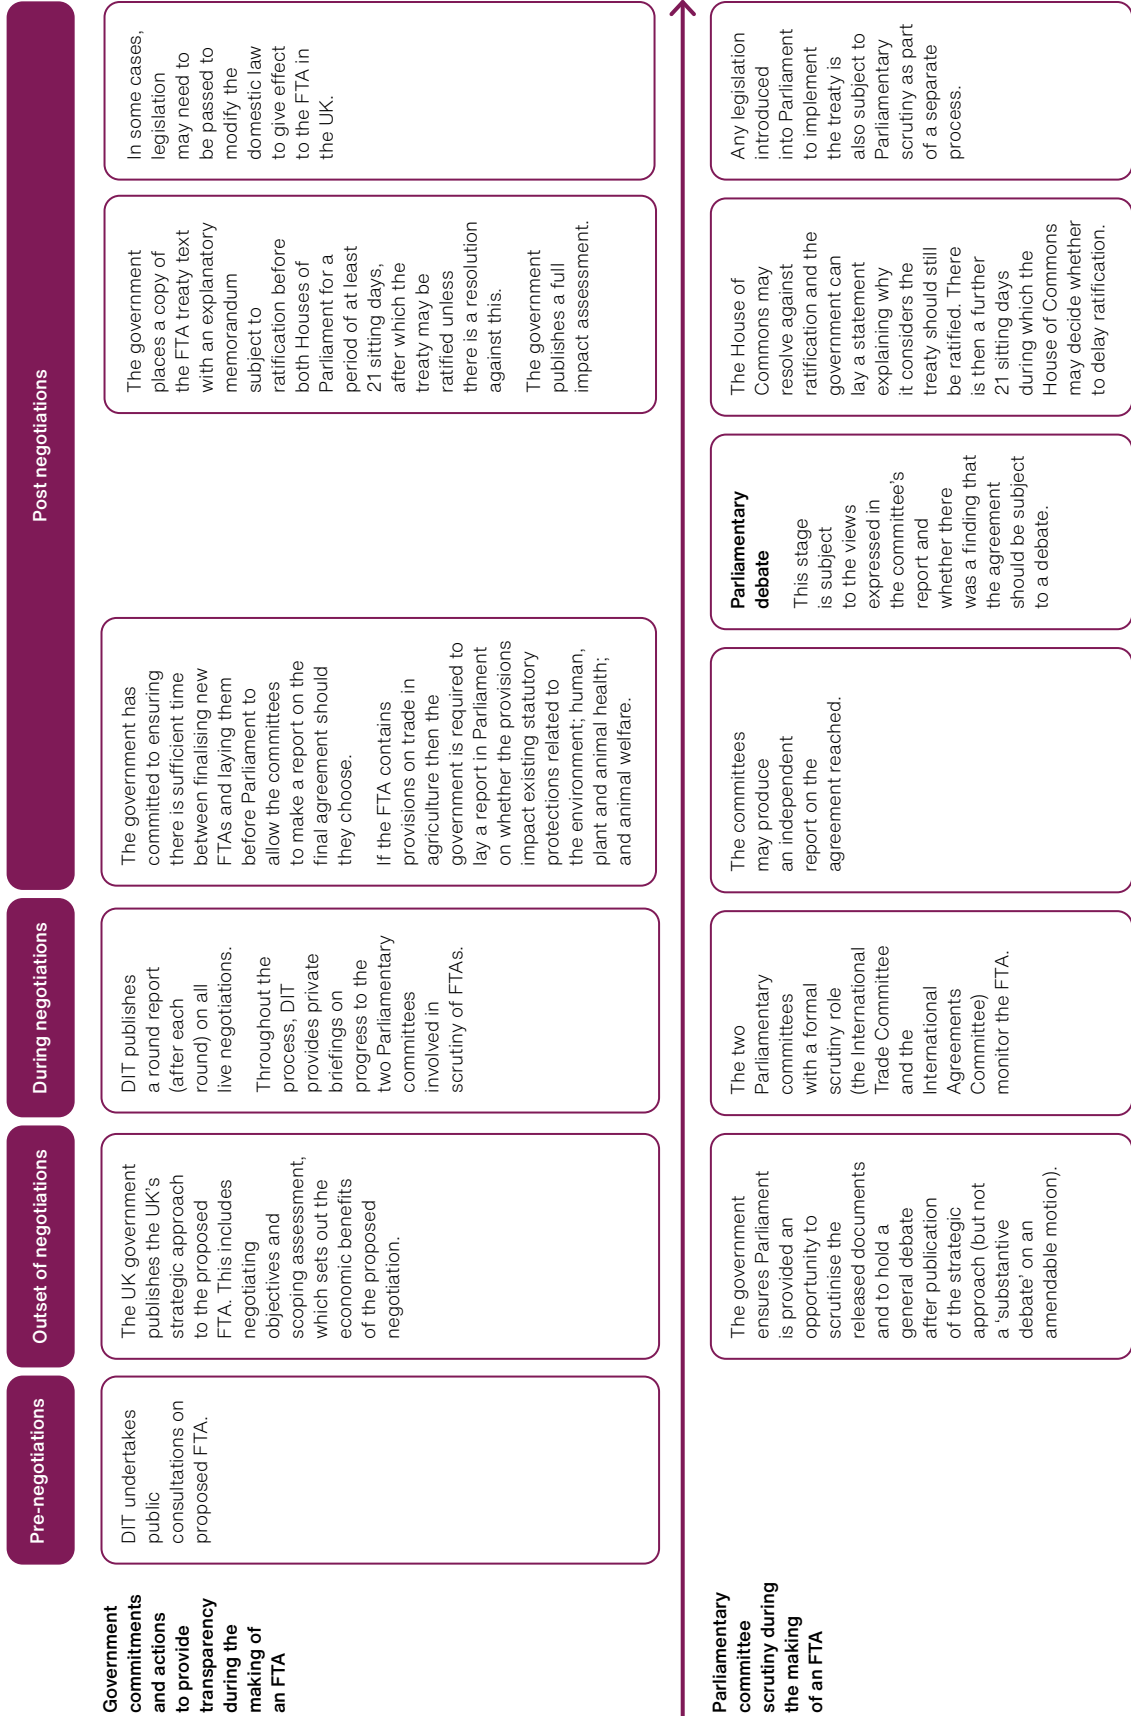 Pre-negotiations
Outset of negotiations
During negotiations
Post negotiations
Government
commitments
and actions
to provide
transparency
during the
making of
an FTA
DIT undertakes
public
consultations on
proposed FTA.
The UK government
publishes the UK’s
strategic approach
to the proposed
FTA. This includes
negotiating
objectives and
scoping assessment,
which sets out the
economic benefits
of the proposed
negotiation.
DIT publishes
a round report
(after each
round) on all
live negotiations.
Throughout the
process, DIT
provides private
briefings on
progress to the
two Parliamentary
committees
involved in
scrutiny of FTAs.
The government has
committed to ensuring
there is sufficient time
between finalising new
FTAs and laying them
before Parliament to
allow the committees
to make a report on the
final agreement should
they choose.
If the FTA contains
provisions on trade in
agriculture then the
government is required to
lay a report in Parliament
on whether the provisions
impact existing statutory
protections related to
the environment; human,
plant and animal health;
and animal welfare.
The government
places a copy of
the FTA treaty text
with an explanatory
memorandum
subject to
ratification before
both Houses of
Parliament for a
period of at least
21 sitting days,
after which the
treaty may be
ratified unless
there is a resolution
against this.
The government
publishes a full
impact assessment.
In some cases,
legislation
may need to
be passed to
modify the
domestic law
to give effect
to the FTA in
the UK.
Parliamentary
committee
scrutiny during
the making
of an FTA
The government
ensures Parliament
is provided an
opportunity to
scrutinise the
released documents
and to hold a
general debate
after publication
of the strategic
approach (but not
a ‘substantive
debate’ on an
amendable motion).
The two
Parliamentary
committees
with a formal
scrutiny role
(the International
Trade Committee
and the
International
Agreements
Committee)
monitor the FTA.
The committees
may produce
an independent
report on the
agreement reached.
Parliamentary
debate
This stage
is subject
to the views
expressed in
the committee’s
report and
whether there
was a finding that
the agreement
should be subject
to a debate.
The House of
Commons may
resolve against
ratification and the
government can
lay a statement
explaining why
it considers the
treaty should still
be ratified. There
is then a further
21 sitting days
during which the
House of Commons
may decide whether
to delay ratification.
Any legislation
introduced
into Parliament
to implement
the treaty is
also subject to
Parliamentary
scrutiny as part
of a separate
process.